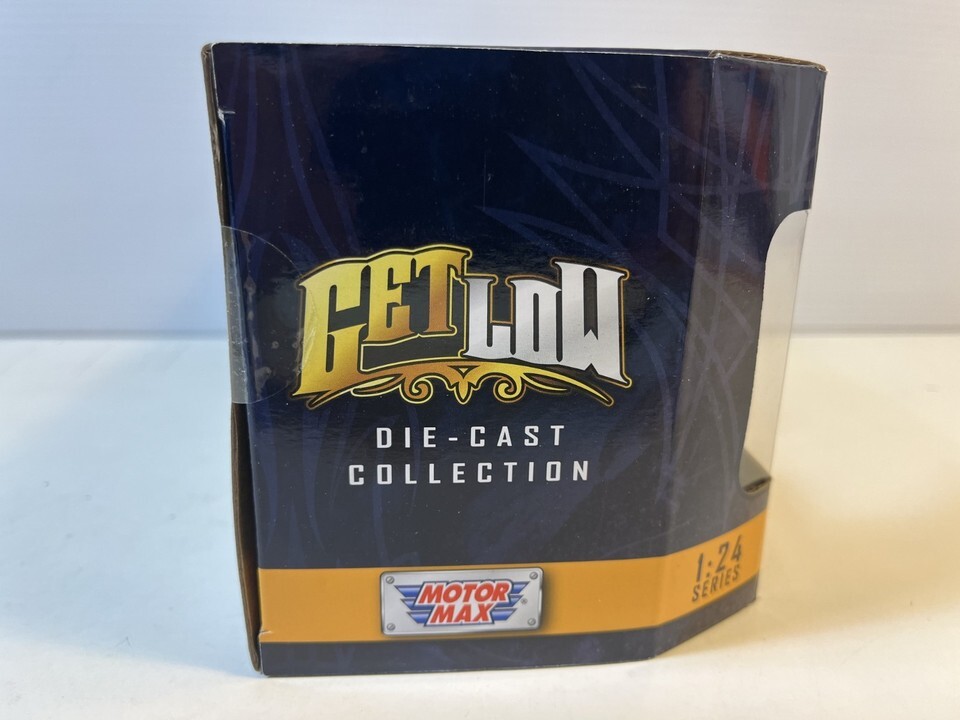 GET LOW
DIE-CAST
COLLECTION
1:24
SERIES
MOTOR
MAX